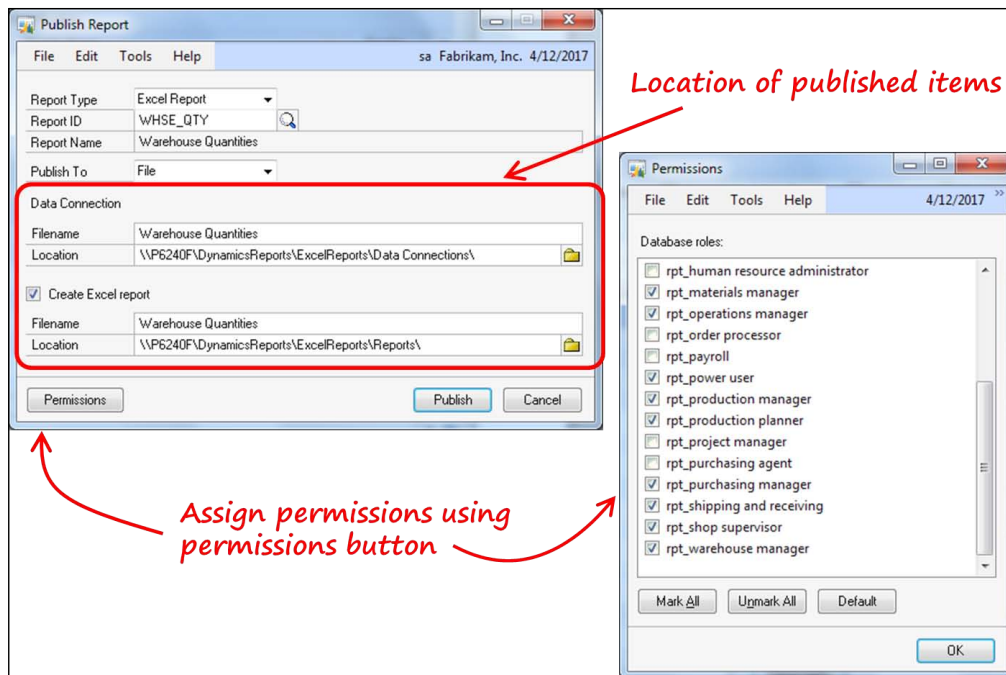 Publish Report
File Edit Tools Help sa Fabrikam, Inc. 4/12/2017
Report Type Excel Report
Report ID WHSE_QTY
Report Name Warehouse Quantities
Publish To File
Data Connection
Filename Warehouse Quantities
Location \\P6240F\DynamicsReports\ExcelReports\Data Connections\
Create Excel report
Filename Warehouse Quantities
Location \\P6240F\DynamicsReports\ExcelReports\Reports\
Permissions Publish Cancel
Location of published items
Permissions
File Edit Tools Help 4/12/2017 »
Database roles:
rpt_human resource administrator
rpt_materials manager
rpt_operations manager
rpt_order processor
rpt_payroll
rpt_power user
rpt_production manager
rpt_production planner
rpt_project manager
rpt_purchasing agent
rpt_purchasing manager
rpt_shipping and receiving
rpt_shop supervisor
rpt_warehouse manager
Mark All Unmark All Default
OK
Assign permissions using
permissions button